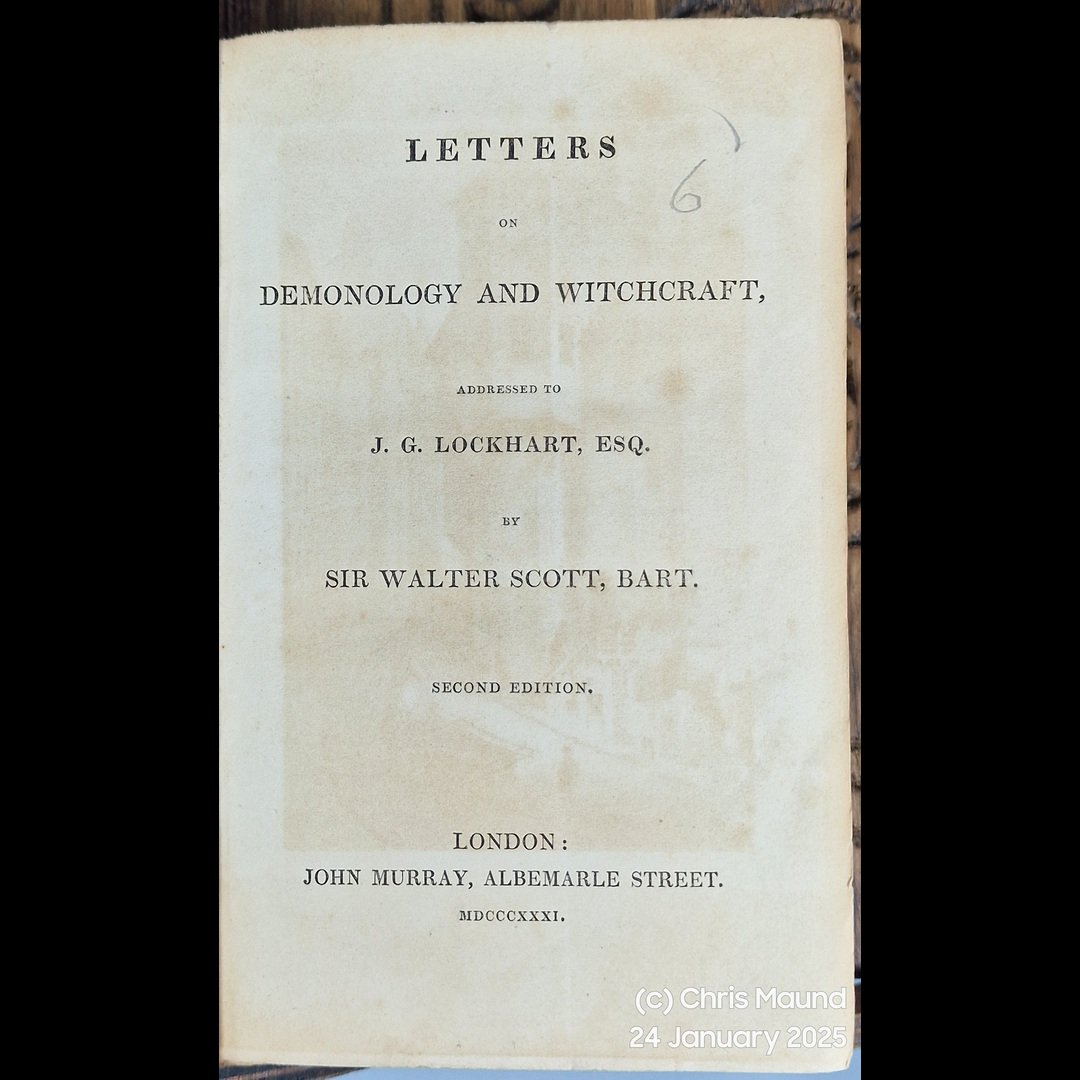 LETTERS
6
ON
DEMONOLOGY AND WITCHCRAFT,
ADDRESSED TO
J. G. LOCKHART, ESQ.
BY
SIR WALTER SCOTT, BART.
SECOND EDITION.
LONDON:
JOHN MURRAY, ALBEMARLE STREET.
MDCCCXXXI.
(c) Chris Maund
24 January 2025